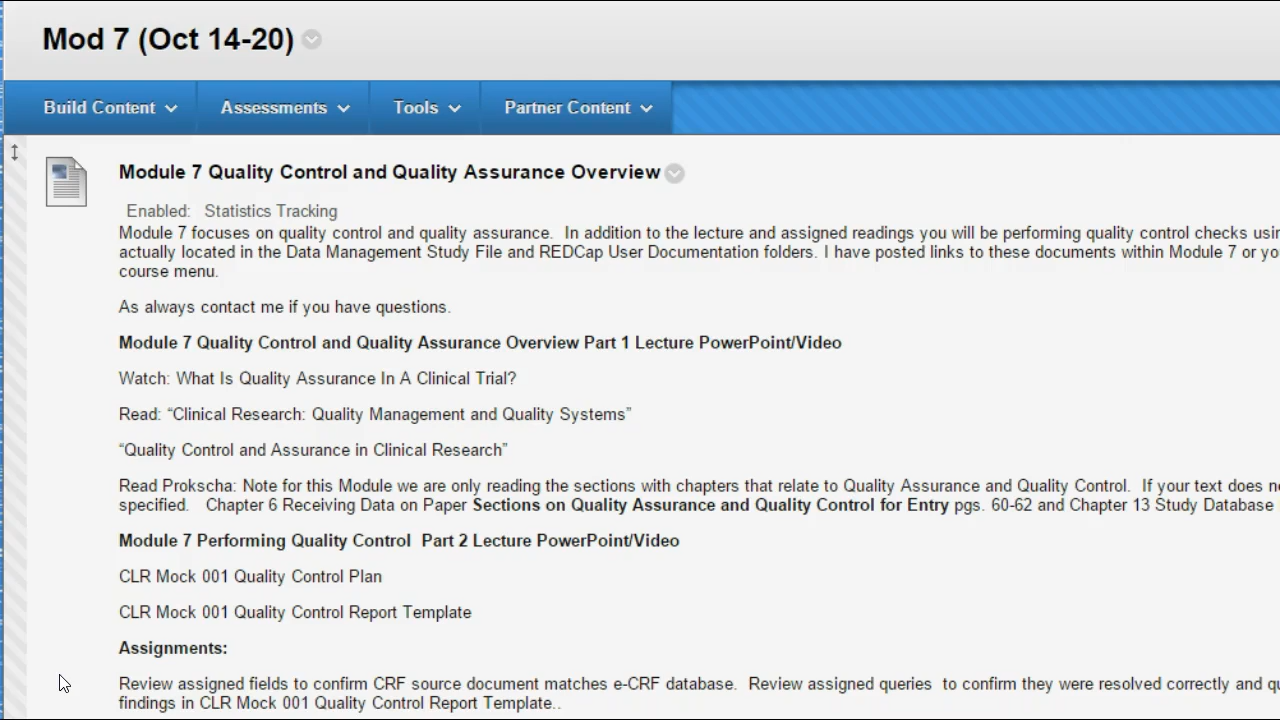 Mod 7 (Oct 14-20)
Build Content Assessments Tools Partner Content
Module 7 Quality Control and Quality Assurance Overview
Enabled: Statistics Tracking
Module 7 focuses on quality control and quality assurance. In addition to the lecture and assigned readings you will be performing quality control checks
actually located in the Data Management Study File and REDCap User Documentation folders. I have posted links to these documents within Module 7 or
course menu.
As always contact me if you have questions.
Module 7 Quality Control and Quality Assurance Overview Part 1 Lecture PowerPoint/Video
Watch: What Is Quality Assurance In A Clinical Trial?
Read: “Clinical Research: Quality Management and Quality Systems”
“Quality Control and Assurance in Clinical Research”
Read Prokscha: Note for this Module we are only reading the sections with chapters that relate to Quality Assurance and Quality Control. If your text does
specified. Chapter 6 Receiving Data on Paper Sections on Quality Assurance and Quality Control for Entry pgs. 60-62 and Chapter 13 Study Database
Module 7 Performing Quality Control Part 2 Lecture PowerPoint/Video
CLR Mock 001 Quality Control Plan
CLR Mock 001 Quality Control Report Template
Assignments:
Review assigned fields to confirm CRF source document matches e-CRF database. Review assigned queries to confirm they were resolved correctly and
findings in CLR Mock 001 Quality Control Report Template..